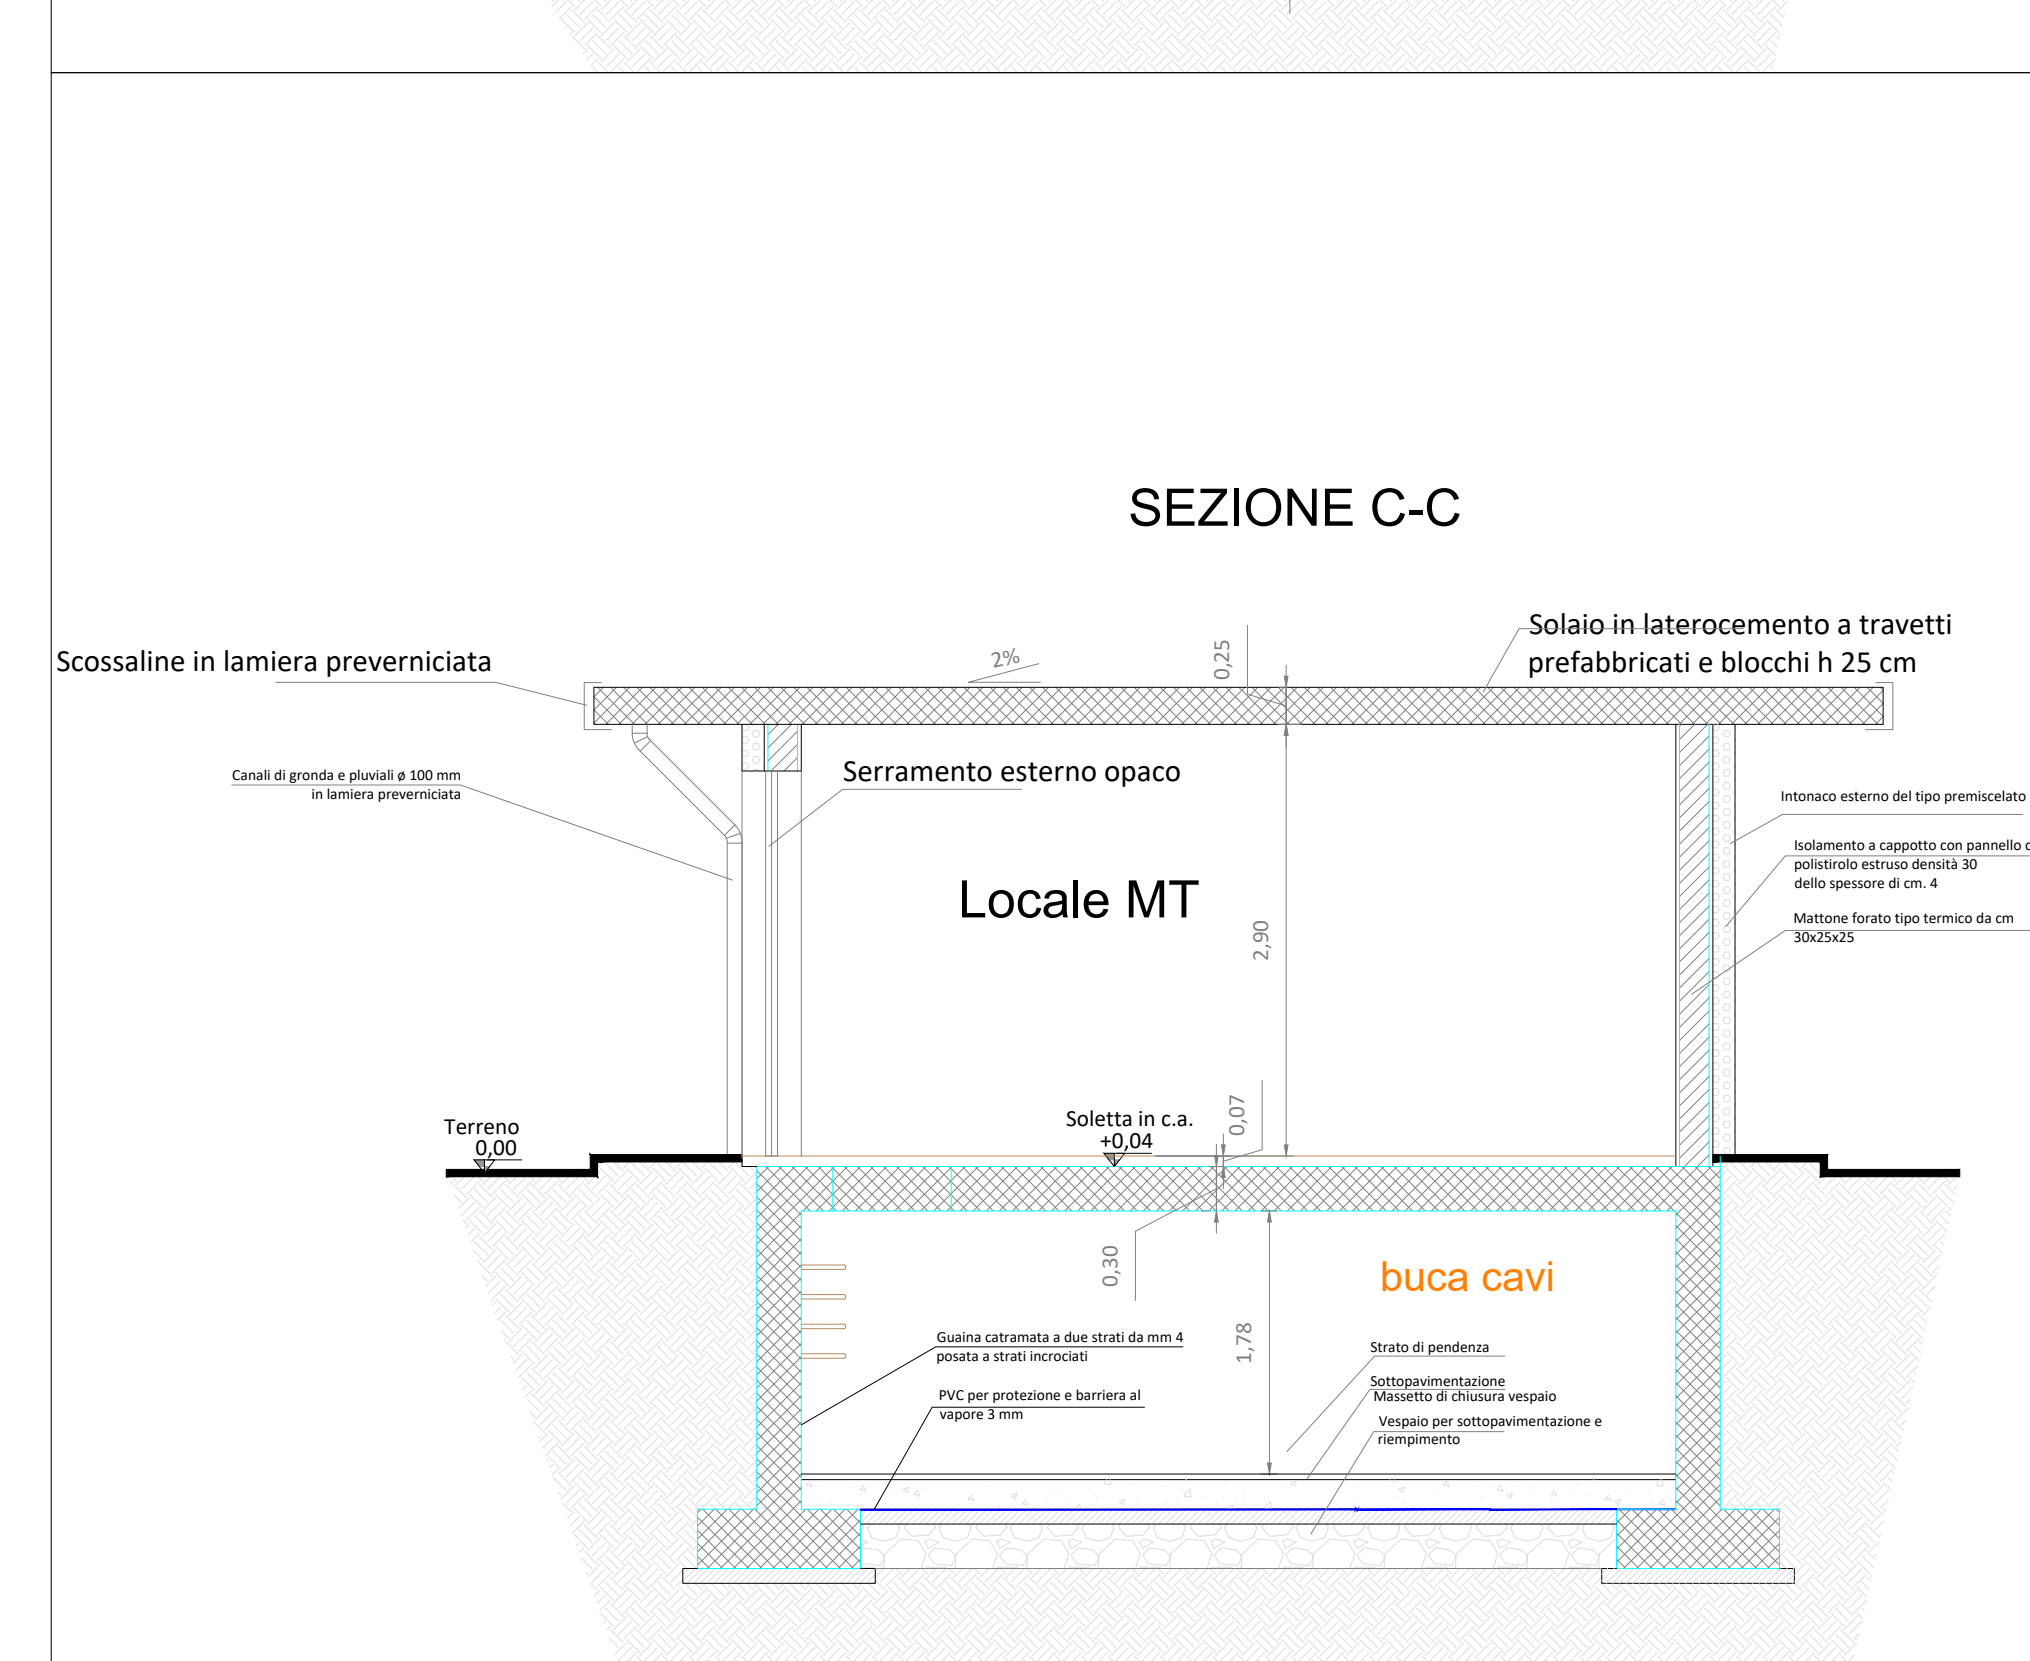 SEZIONE C-C
Scossaline in lamiera preverniciata
2%
0,25
Solaio in laterocemento a travetti
prefabbricati e blocchi h 25 cm
Canali di gronda e pluviali ø 100 mm
in lamiera preverniciata
Serramento esterno opaco
Intonaco esterno del tipo premiscelato
Isolamento a cappotto con pannello
polistirolo estruso densità 30
dello spessore di cm. 4
Locale MT
2,90
Mattone forato tipo termico da cm
30x25x25
Terreno
0,00
Soletta in c.a.
+0,04
0,07
0,30
buca cavi
1,78
Guaina catramata a due strati da mm 4
posata a strati incrociati
Strato di pendenza
PVC per protezione e barriera al
vapore 3 mm
Sottopavimentazione
Massetto di chiusura vespaio
Vespaio per sottopavimentazione e
riempimento